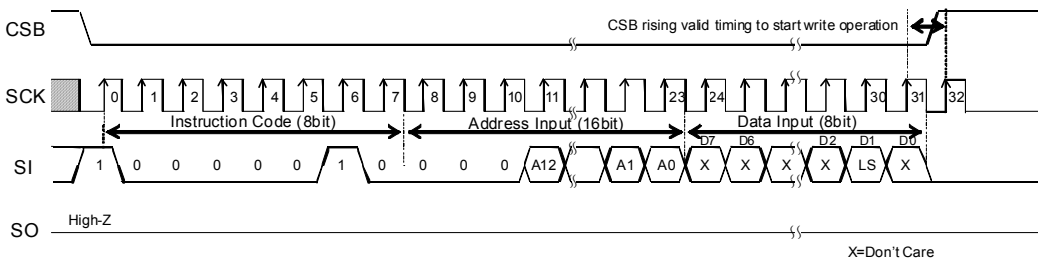 CSB
CSB rising valid timing to start write operation
SCK
0 1 2 3 4 5 6 7 8 9 10 11 23 24 30 31 32
Instruction Code (8bit) Address Input (16bit) Data Input (8bit)
D7 D6 D2 D1 D0
SI 1 0 0 0 0 0 1 0 0 0 0 A12 A1 A0 X X X X LS X
High-Z
SO
X=Don't Care